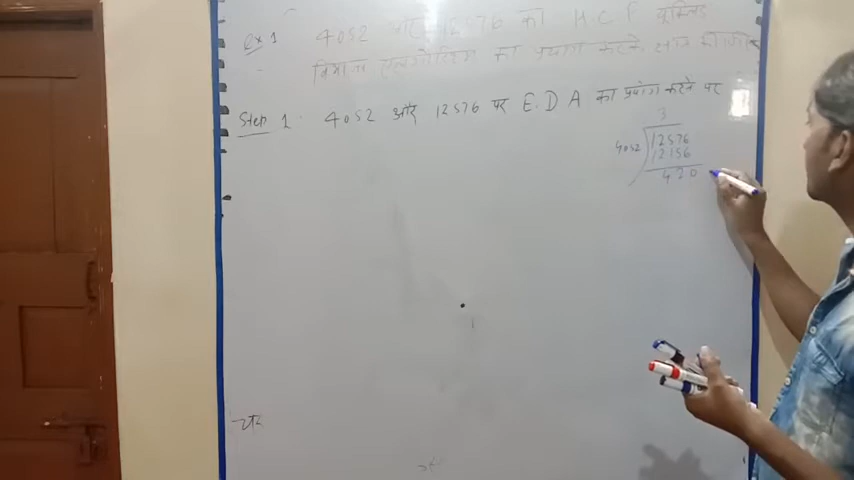 ex 1 4052 और 12576 का H C F यूक्लिड
विभाजन एल्गोरिथ्म का प्रयोग करके ज्ञात कीजिए
Step 1 4052 और 12576 पर E.D A का प्रयोग करने पर
3
4052 12576
12156
420